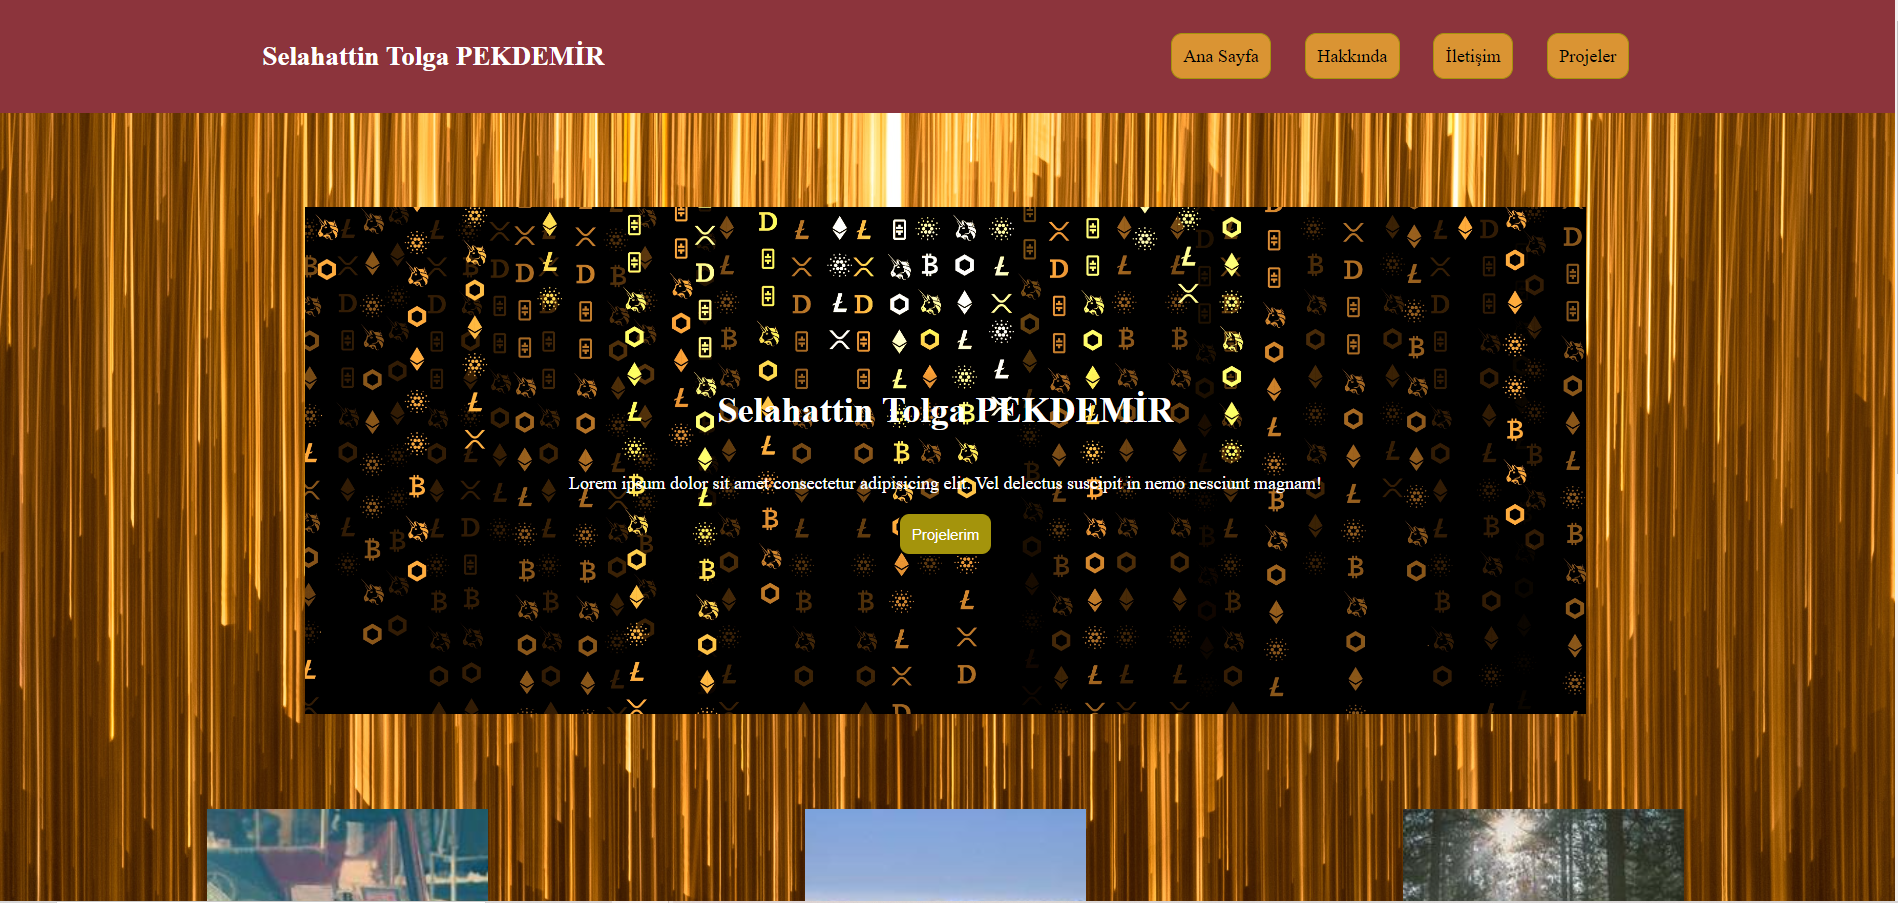 Selahattin Tolga PEKDEMİR
Ana Sayfa
Hakkında
İletişim
Projeler
Selahattin Tolga PEKDEMİR
Lorem ipsum dolor sit amet consectetur adipisicing elit. Vel delectus suscipit in nemo nesciunt magnam!
Projelerim